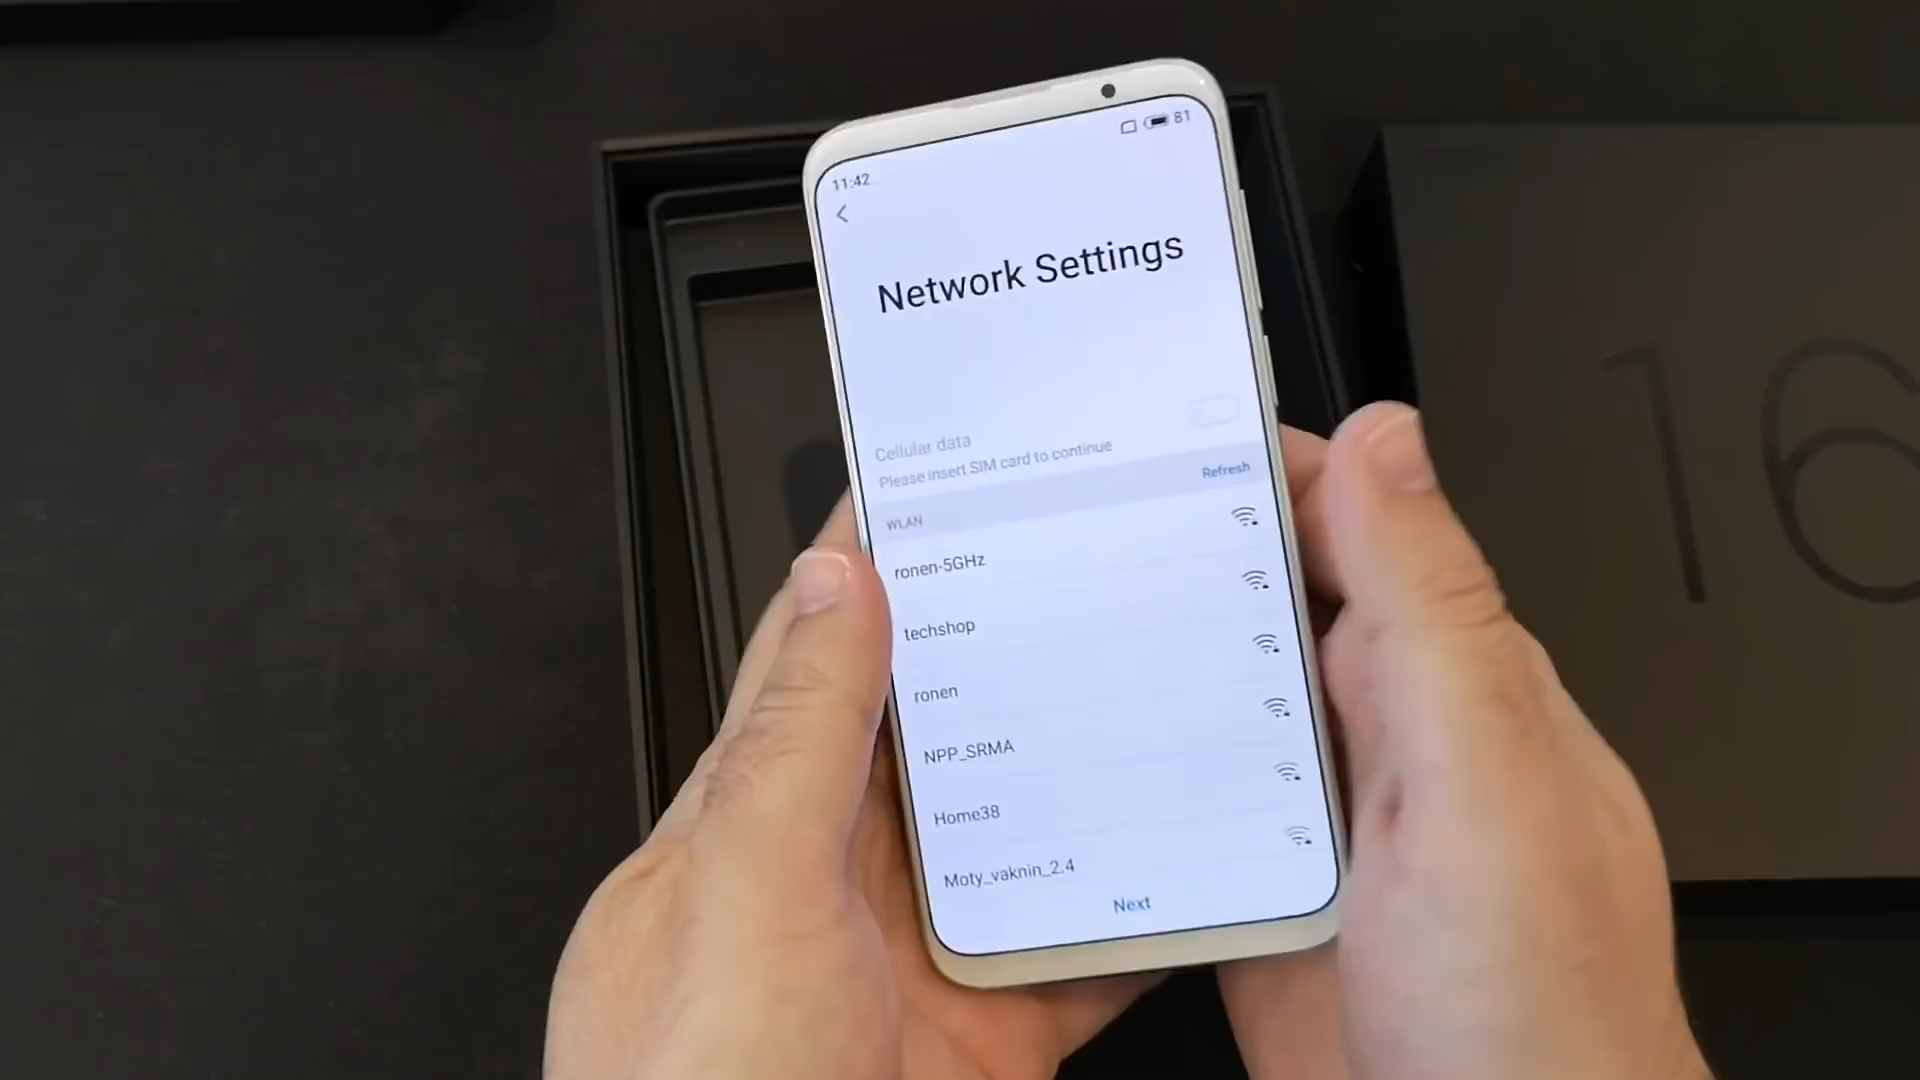 81
11:42
Network Settings
Cellular data
Please insert SIM card to continue
WLAN
Refresh
ronen-5GHz
techshop
ronen
NPP_SRMA
Home38
Moty_vaknin_2.4
Next
16